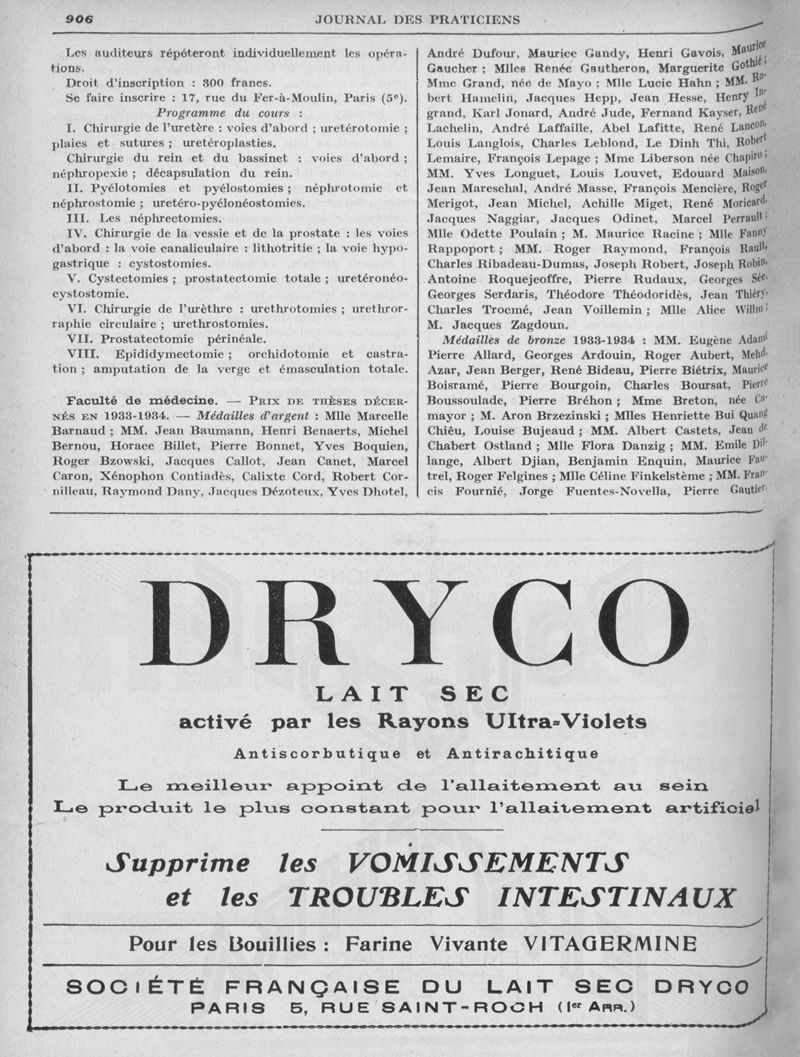 906
JOURNAL DES PRATICIENS
Les auditeurs répéteront individuellement les opéra-
tions.
Droit d'inscription : 300 francs.
Se faire inscrire : 17, rue du Fer-à-Moulin, Paris (5e).
Programme du cours :
I. Chirurgie de l'uretère : voies d'abord ; uretérotomie ;
plaies et sutures ; uretéroplasties.
Chirurgie du rein et du bassinet : voies d'abord ;
néphropexie ; décapsulation du rein.
II. Pyélotomies et pyélostomies ; néphrotomie et
néphrostomie ; uretéro-pyélonéostomies.
III. Les néphrectomies.
IV. Chirurgie de la vessie et de la prostate : les voies
d'abord : la voie canaliculaire : lithotritie ; la voie hypo-
gastrique : cystostomies.
V. Cystectomies ; prostatectomie totale ; uretéronéo-
cystostomie.
VI. Chirurgie de l'urèthre : urethrotomies ; urethror-
raphie circulaire ; urethrostomies.
VII. Prostatectomie périnéale.
VIII. Epididymectomie ; orchidotomie et castra-
tion ; amputation de la verge et émasculation totale.
Faculté de médecine. — PRIX DE THÈSES DÉCER-
NÉS EN 1933-1934. — Médailles d'argent : Mlle Marcelle
Barnaud ; MM. Jean Baumann, Henri Benaerts, Michel
Bernou, Horace Billet, Pierre Bonnet, Yves Boquien,
Roger Bzowski, Jacques Callot, Jean Canet, Marcel
Caron, Xénophon Contiadès, Calixte Cord, Robert Cor-
nilleau, Raymond Dany, Jacques Dézoteux, Yves Dhotel,
André Dufour, Maurice Gandy, Henri Gavois, Maurice
Gaucher ; Mlles Renée Gautheron, Marguerite Gothié ;
Mme Grand, née de Mayo ; Mlle Lucie Hahn ; MM. Ro-
bert Hamelin, Jacques Hepp, Jean Hesse, Henry In-
grand, Karl Jonard, André Jude, Fernand Kayser, René
Lachelin, André Laffaille, Abel Lafitte, René Lancon,
Louis Langlois, Charles Leblond, Le Dinh Thi, Robert
Lemaire, François Lepage ; Mme Liberson née Chapiro ;
MM. Yves Longuet, Louis Louvet, Edouard Maison,
Jean Mareschal, André Masse, François Mencière, Roger
Merigot, Jean Michel, Achille Miget, René Moricard,
Jacques Naggiar, Jacques Odinet, Marcel Perrault ;
Mlle Odette Poulain ; M. Maurice Racine ; Mlle Fanny
Rappoport ; MM. Roger Raymond, François Rault,
Charles Ribadeau-Dumas, Joseph Robert, Joseph Robin,
Antoine Roquejeoffre, Pierre Rudaux, Georges Sée,
Georges Serdaris, Théodore Théodoridès, Jean Thiéry,
Charles Trocmé, Jean Voillemin ; Mlle Alice Willm ;
M. Jacques Zagdoun.
Médailles de bronze 1933-1934 : MM. Eugène Adami
Pierre Allard, Georges Ardouin, Roger Aubert, Mehd.
Azar, Jean Berger, René Bideau, Pierre Biétrix, Maurice
Boisramé, Pierre Bourgoin, Charles Boursat, Pierre
Boussoulade, Pierre Bréhon ; Mme Breton, née Ca-
mayor ; M. Aron Brzezinski ; Mlles Henriette Bui Quang
Chiêu, Louise Bujeaud ; MM. Albert Castets, Jean de
Chabert Ostland ; Mlle Flora Danzig ; MM. Emile Dil-
lange, Albert Djian, Benjamin Enquin, Maurice Fau-
trel, Roger Felgines ; Mlle Céline Finkelstème ; MM. Fran-
cis Fournié, Jorge Fuentes-Novella, Pierre Gautier,
DRYCO
LAIT SEC
activé par les Rayons Ultra-Violets
Antiscorbutique et Antirachitique
Le meilleur appoint de l'allaitement au sein
Le produit le plus constant pour l'allaitement artificiel
Supprime les VOMISSEMENTS
et les TROUBLES INTESTINAUX
Pour les Bouillies : Farine Vivante VITAGERMINE
SOCIÉTÉ FRANÇAISE DU LAIT SEC DRYCO
PARIS 5, RUE SAINT-ROCH (Ier ARR.)